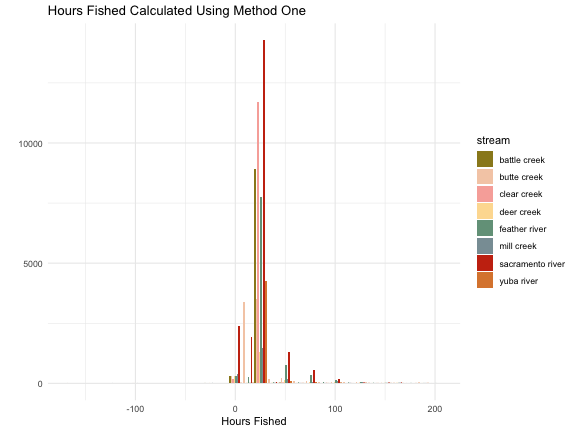 Hours Fished Calculated Using Method One
10000
5000
0
-100
0
100
200
Hours Fished
stream
battle creek
butte creek
clear creek
deer creek
feather river
mill creek
sacramento river
yuba river